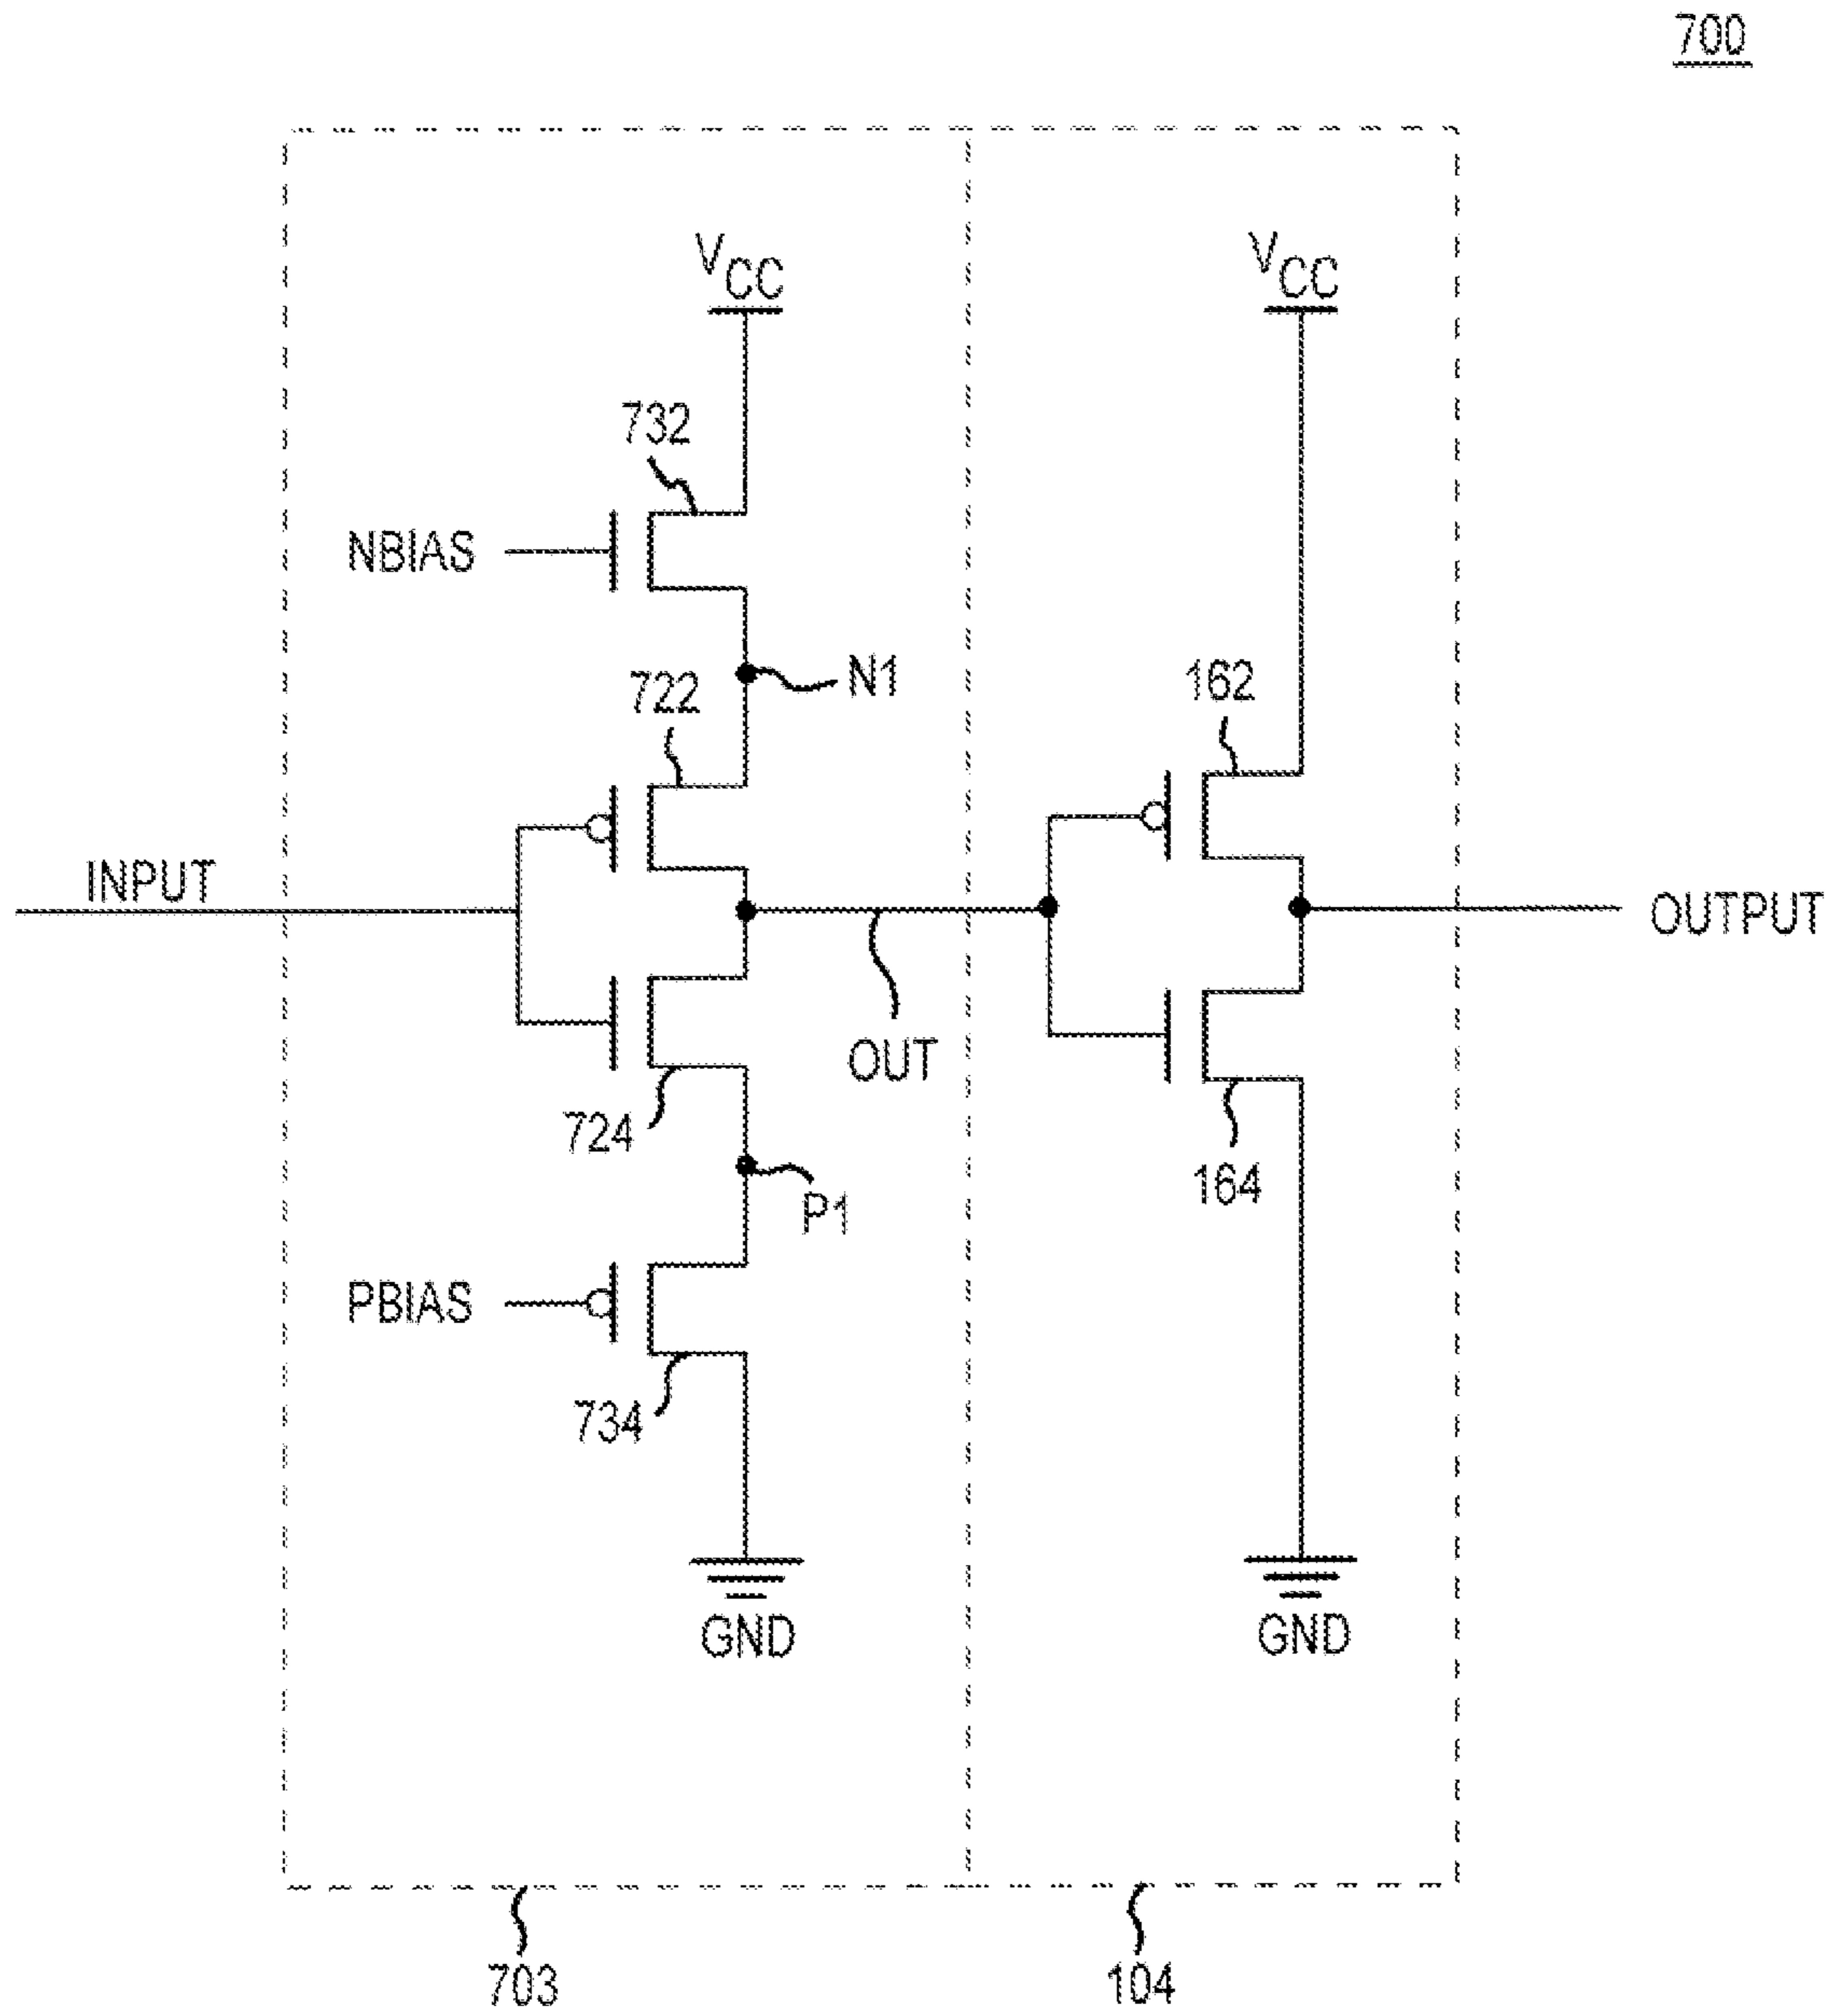 700
VCC
VCC
732
NBIAS
N1
722
162
INPUT
OUTPUT
OUT
724
164
P1
PBIAS
734
GND
GND
703
104